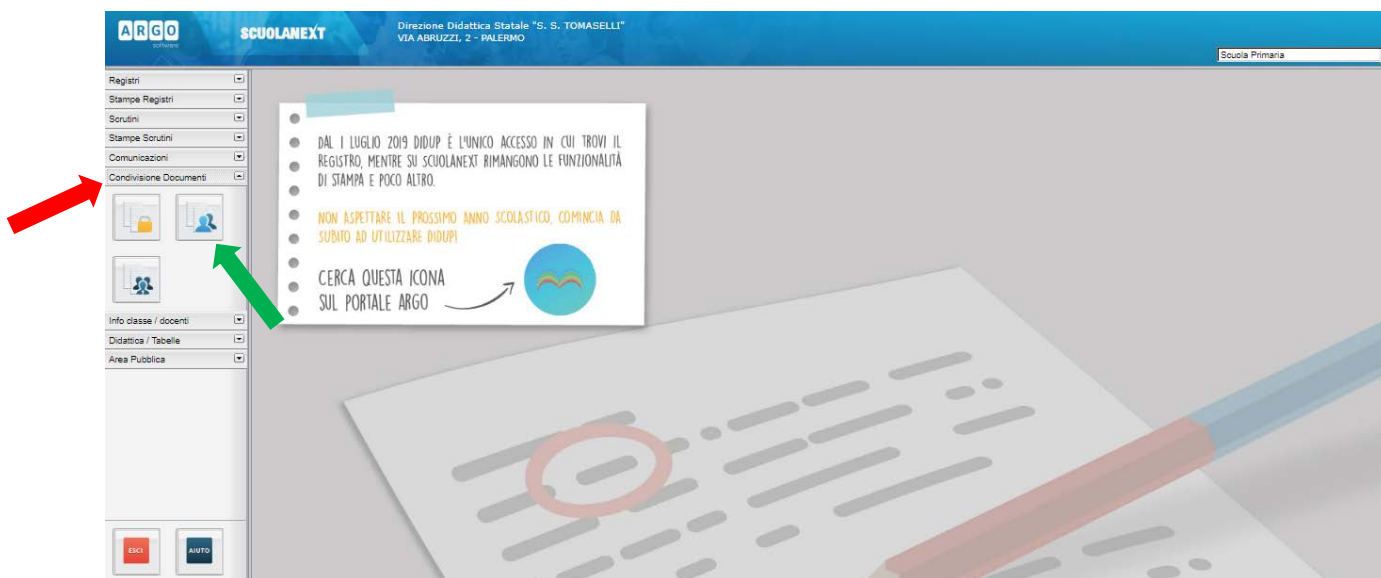 ARGO
software
SCUOLANEXT
Direzione Didattica Statale "S. S. TOMASELLI"
VIA ABRUZZI, 2 - PALERMO
Scuola Primaria
Registri
Stampe Registri
Scrutini
Stampe Scrutini
Comunicazioni
Condivisione Documenti
Info classe / docenti
Didattica / Tabelle
Area Pubblica
ESCI
AIUTO
DAL 1 LUGLIO 2019 DIDUP È L'UNICO ACCESSO IN CUI TROVI IL
REGISTRO, MENTRE SU SCUOLANEXT RIMANGONO LE FUNZIONALITÀ
DI STAMPA E POCO ALTRO.
NON ASPETTARE IL PROSSIMO ANNO SCOLASTICO, COMINCIA DA
SUBITO AD UTILIZZARE DIDUP!
CERCA QUESTA ICONA
SUL PORTALE ARGO